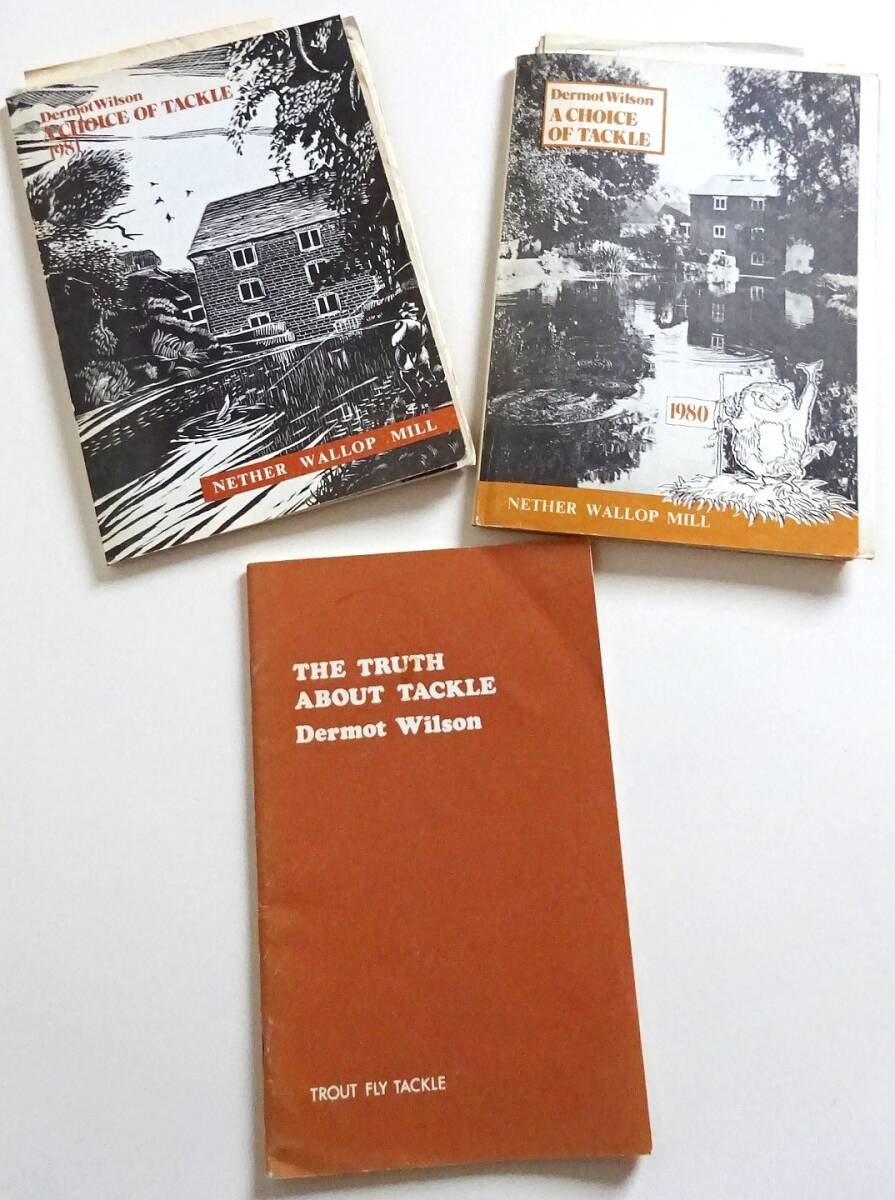 Dermot Wilson
A CHOICE OF TACKLE
1981
NETHER WALLOP MILL
Dermot Wilson
A CHOICE
OF TACKLE
1980
NETHER WALLOP MILL
THE TRUTH
ABOUT TACKLE
Dermot Wilson
TROUT FLY TACKLE